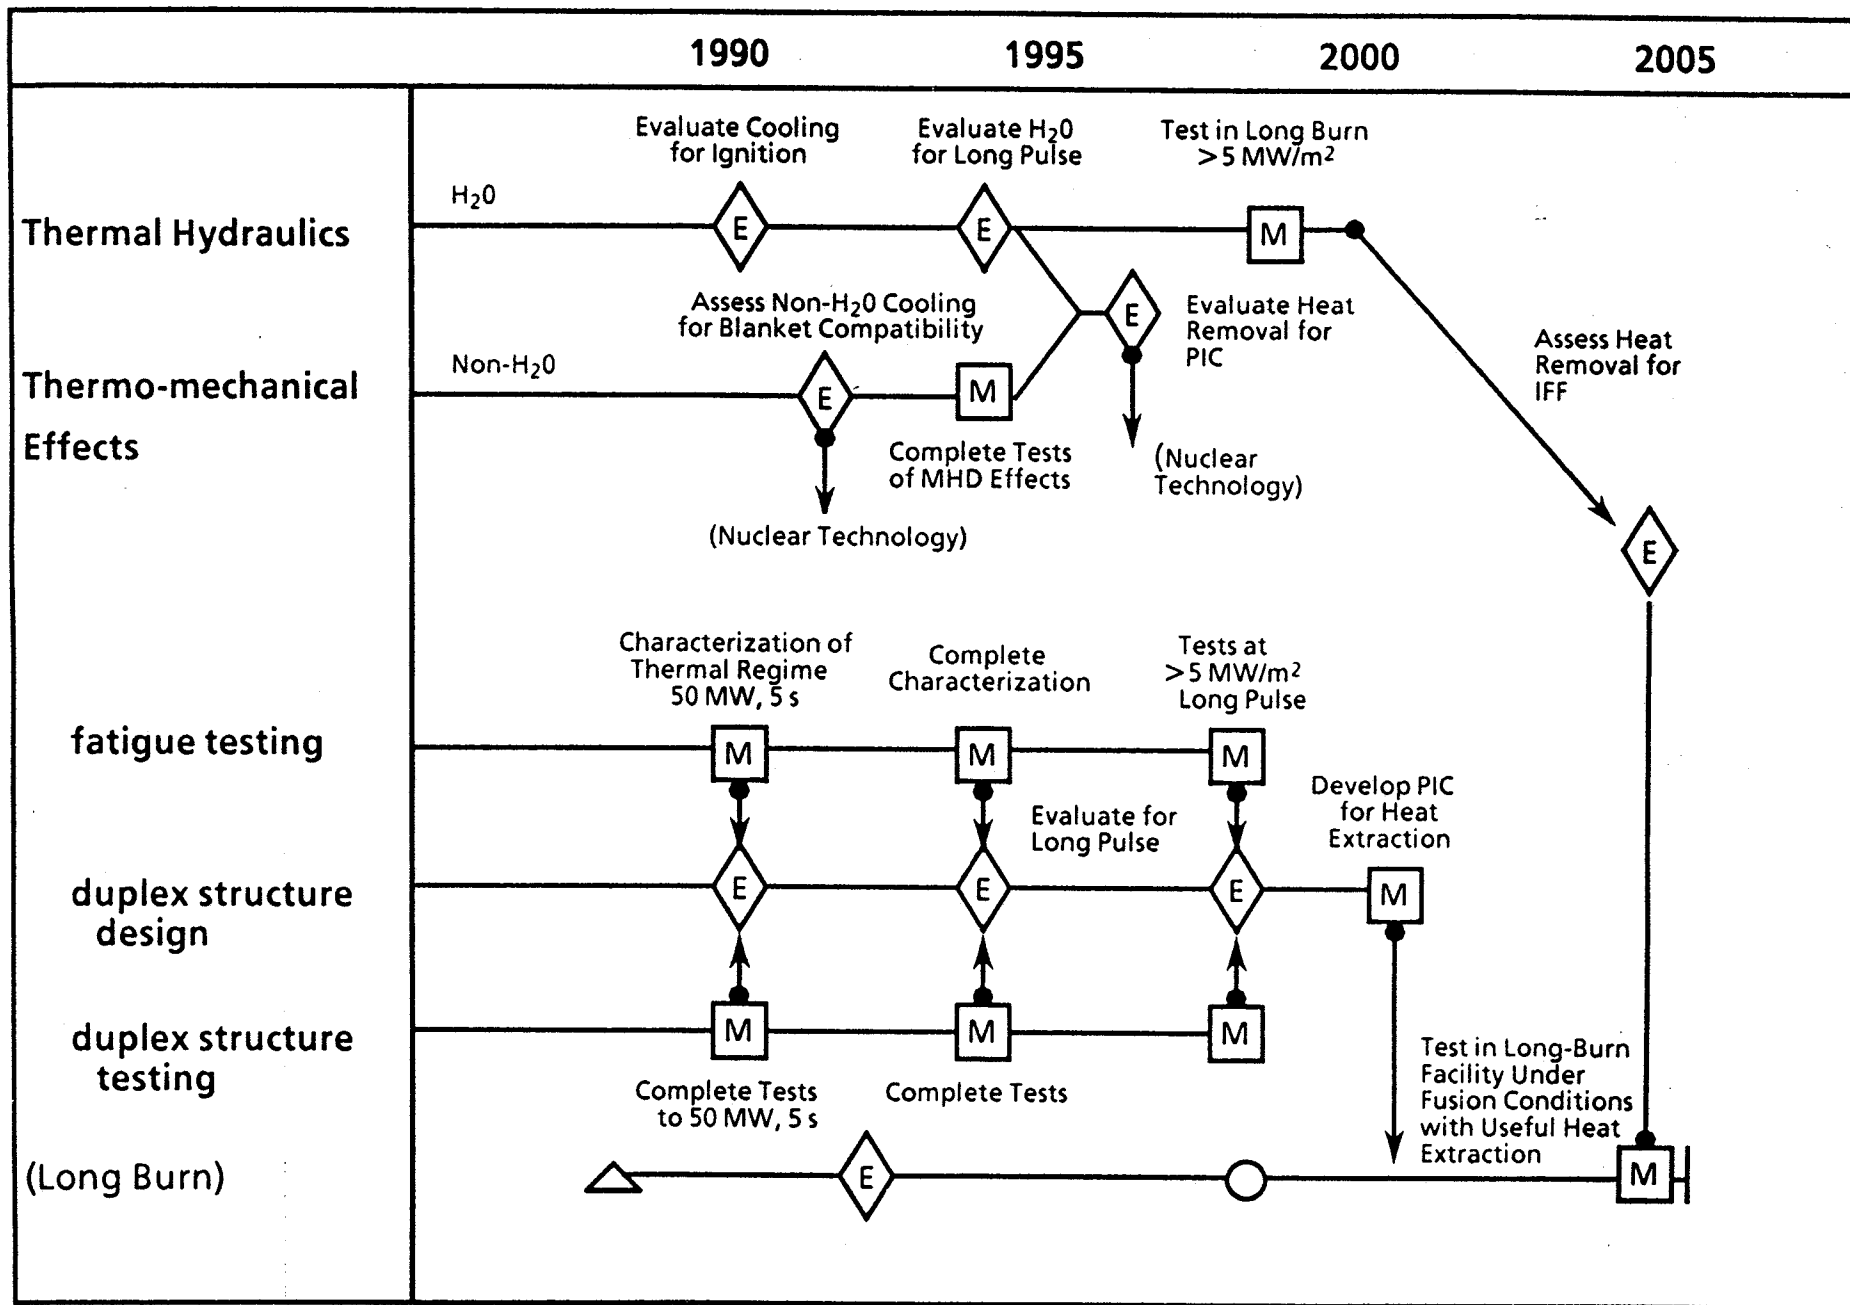 1990 1995 2000 2005
Evaluate Cooling
for Ignition
Evaluate H₂0
for Long Pulse
Test in Long Burn
>5 MW/m²
H₂0
Thermal Hydraulics
E
E
M
Assess Non-H₂0 Cooling
for Blanket Compatibility
E
Evaluate Heat
Removal for
PIC
Assess Heat
Removal for
IFF
Non-H₂0
Thermo-mechanical
Effects
E
M
Complete Tests
of MHD Effects
(Nuclear
Technology)
(Nuclear Technology)
E
Characterization of
Thermal Regime
50 MW, 5 s
Complete
Characterization
Tests at
>5 MW/m²
Long Pulse
fatigue testing
M
M
M
Evaluate for
Long Pulse
Develop PIC
for Heat
Extraction
duplex structure
design
E
E
E
M
duplex structure
testing
M
M
M
Complete Tests
to 50 MW, 5 s
Complete Tests
Test in Long-Burn
Facility Under
Fusion Conditions
with Useful Heat
Extraction
(Long Burn)
E
M